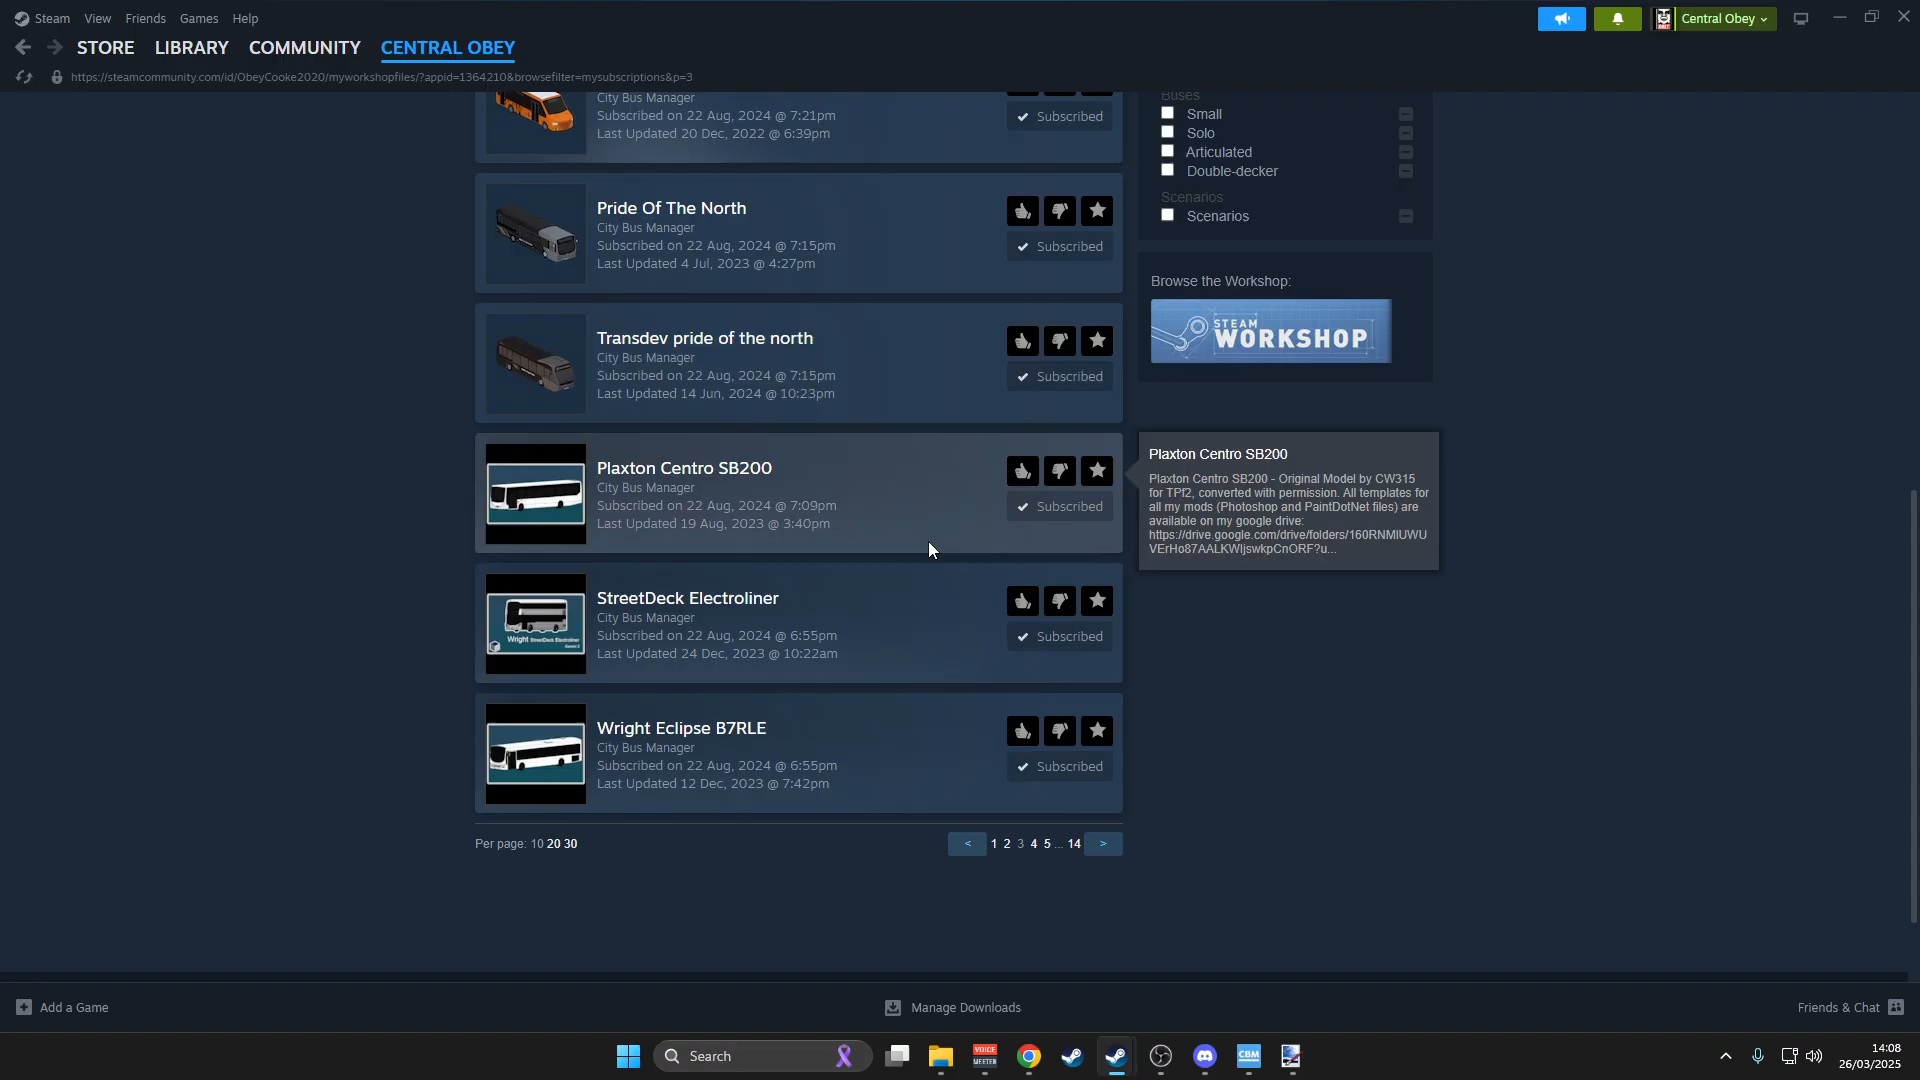 Steam View Friends Games Help
Central Obey
STORE LIBRARY COMMUNITY CENTRAL OBEY
https://steamcommunity.com/id/ObeyCooke2020/myworkshopfiles/?appid=1364210&browsefilter=mysubscriptions&p=3
City Bus Manager
Subscribed on 22 Aug, 2024 @ 7:21pm
Last Updated 20 Dec, 2022 @ 6:39pm
Subscribed
Pride Of The North
City Bus Manager
Subscribed on 22 Aug, 2024 @ 7:15pm
Last Updated 4 Jul, 2023 @ 4:27pm
Subscribed
Transdev pride of the north
City Bus Manager
Subscribed on 22 Aug, 2024 @ 7:15pm
Last Updated 14 Jun, 2024 @ 10:23pm
Subscribed
Plaxton Centro SB200
City Bus Manager
Subscribed on 22 Aug, 2024 @ 7:09pm
Last Updated 19 Aug, 2023 @ 3:40pm
Subscribed
Wright StreetDeck Electroliner
StreetDeck Electroliner
City Bus Manager
Subscribed on 22 Aug, 2024 @ 6:55pm
Last Updated 24 Dec, 2023 @ 10:22am
Subscribed
Wright Eclipse B7RLE
City Bus Manager
Subscribed on 22 Aug, 2024 @ 6:55pm
Last Updated 12 Dec, 2023 @ 7:42pm
Subscribed
Per page: 10 20 30
< 1 2 3 4 5 ... 14 >
Buses
Small
Solo
Articulated
Double-decker
Scenarios
Scenarios
Browse the Workshop:
STEAM
WORKSHOP
Plaxton Centro SB200
Plaxton Centro SB200 - Original Model by CW315
for TPf2, converted with permission. All templates for
all my mods (Photoshop and PaintDotNet files) are
available on my google drive:
https://drive.google.com/drive/folders/160RNMIUWU
VErHo87AALKWIjswkpCnORF?u...
Add a Game
Manage Downloads
Friends & Chat
Search
VOICE
MEETER
CBM
14:08
26/03/2025